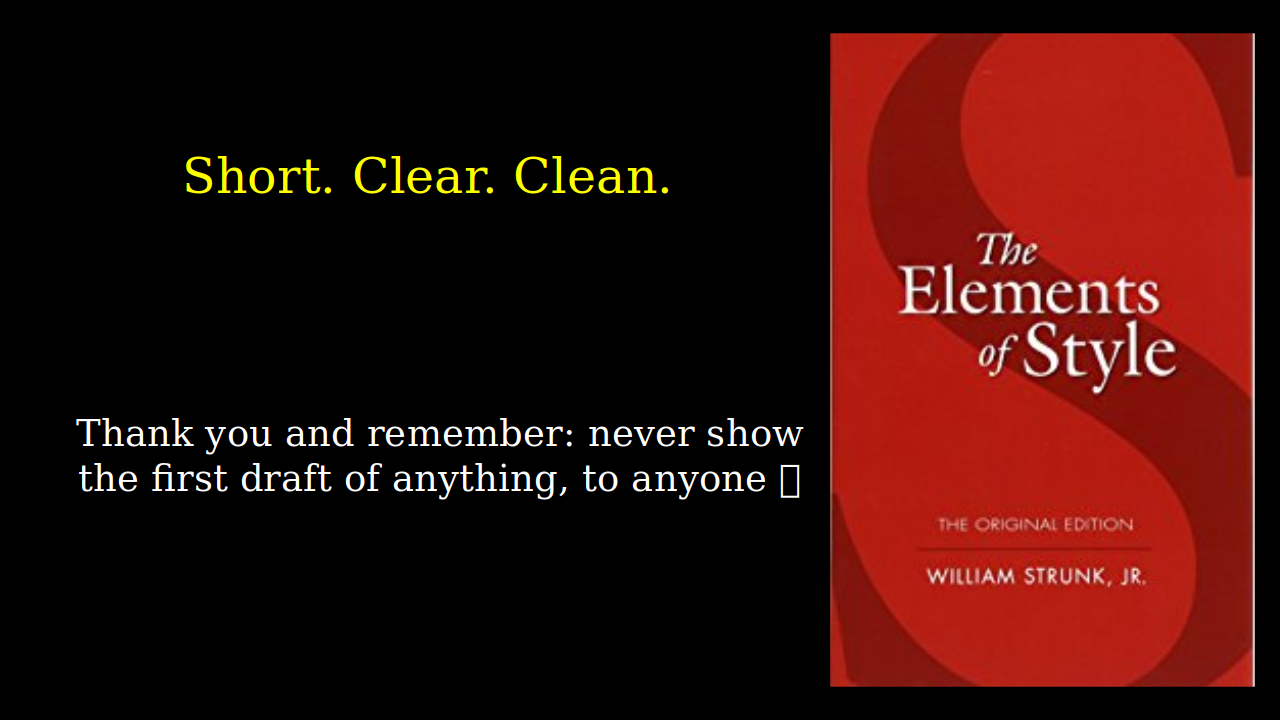 Short. Clear. Clean.
Thank you and remember: never show
the first draft of anything, to anyone
The
Elements
of Style
THE ORIGINAL EDITION
WILLIAM STRUNK, JR.